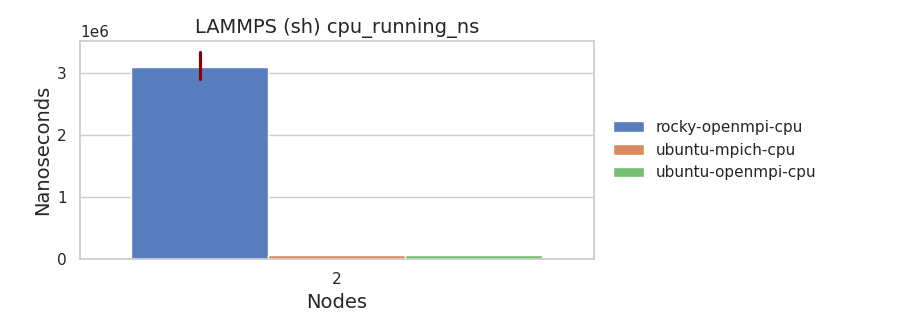 LAMMPS (sh) cpu_running_ns
1e6
3
2
1
0
Nanoseconds
2
Nodes
rocky-openmpi-cpu
ubuntu-mpich-cpu
ubuntu-openmpi-cpu